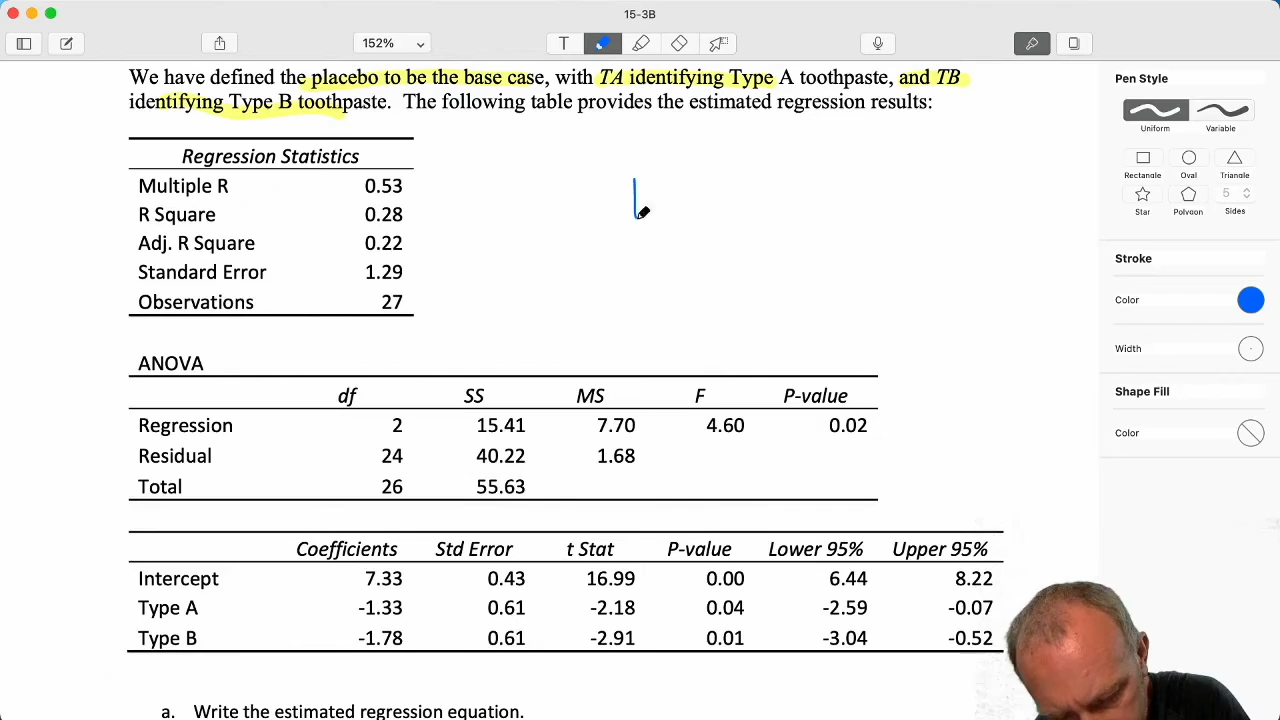 15-3B
152%
T
We have defined the placebo to be the base case, with TA identifying Type A toothpaste, and TB
identifying Type B toothpaste. The following table provides the estimated regression results:
Regression Statistics
Multiple R 0.53
R Square 0.28
Adj. R Square 0.22
Standard Error 1.29
Observations 27
ANOVA
df SS MS F P-value
Regression 2 15.41 7.70 4.60 0.02
Residual 24 40.22 1.68
Total 26 55.63
Coefficients Std Error t Stat P-value Lower 95% Upper 95%
Intercept 7.33 0.43 16.99 0.00 6.44 8.22
Type A -1.33 0.61 -2.18 0.04 -2.59 -0.07
Type B -1.78 0.61 -2.91 0.01 -3.04 -0.52
a. Write the estimated regression equation.
Pen Style
Uniform Variable
Rectangle Oval Triangle
5
Star Polygon Sides
Stroke
Color
Width
Shape Fill
Color